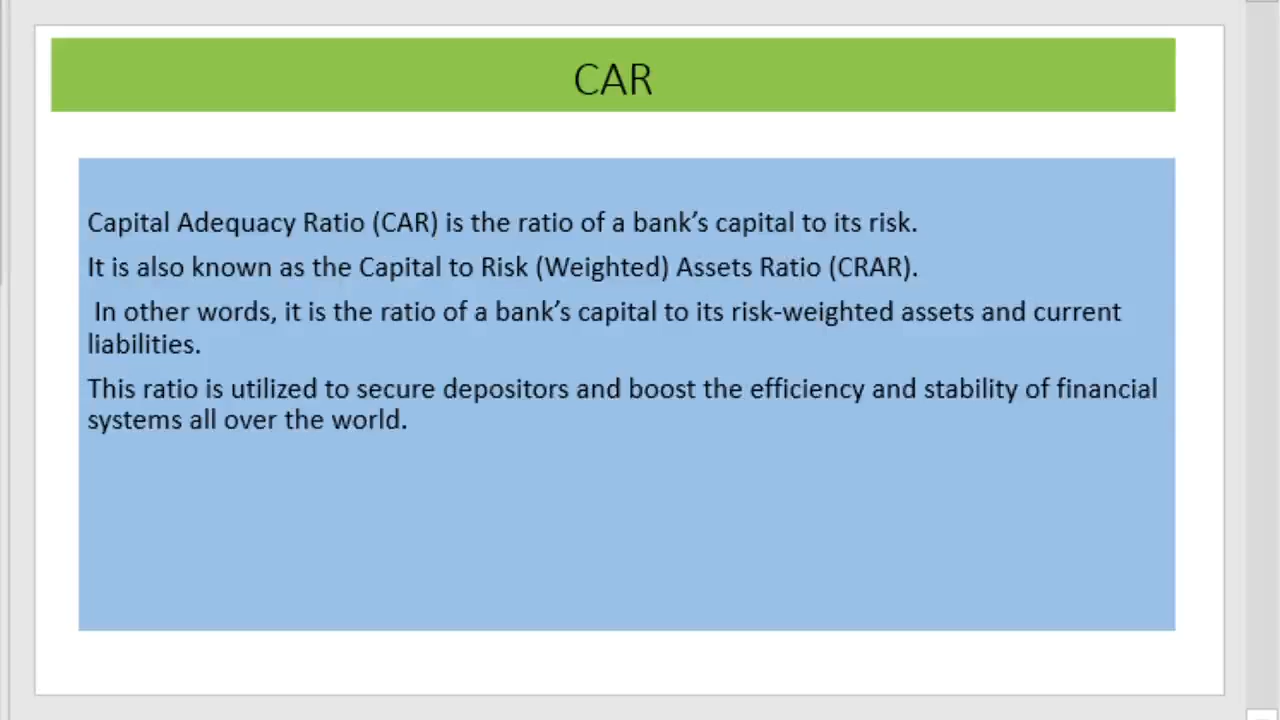 CAR
Capital Adequacy Ratio (CAR) is the ratio of a bank’s capital to its risk.
It is also known as the Capital to Risk (Weighted) Assets Ratio (CRAR).
In other words, it is the ratio of a bank’s capital to its risk-weighted assets and current
liabilities.
This ratio is utilized to secure depositors and boost the efficiency and stability of financial
systems all over the world.